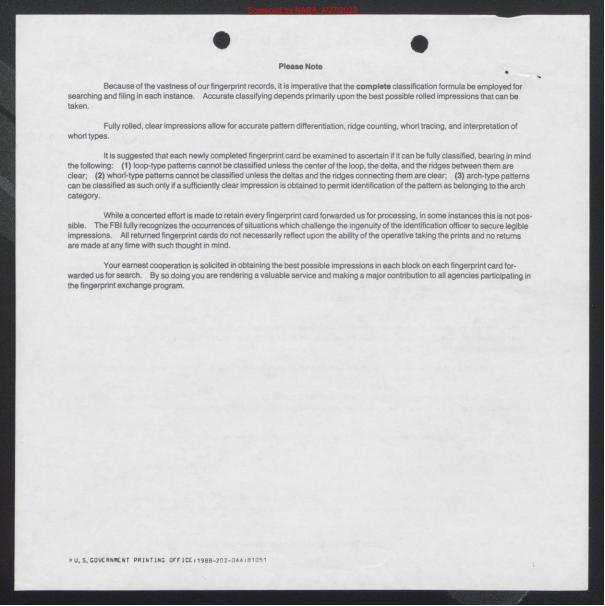 Screened by NARA, 4/27/2023
Please Note
Because of the vastness of our fingerprint records, it is imperative that the complete classification formula be employed for
searching and filing in each instance. Accurate classifying depends primarily upon the best possible rolled impressions that can be
taken.
Fully rolled, clear impressions allow for accurate pattern differentiation, ridge counting, whorl tracing, and interpretation of
whorl types.
It is suggested that each newly completed fingerprint card be examined to ascertain if it can be fully classified, bearing in mind
the following: (1) loop-type patterns cannot be classified unless the center of the loop, the delta, and the ridges between them are
clear; (2) whorl-type patterns cannot be classified unless the deltas and the ridges connecting them are clear; (3) arch-type patterns
can be classified as such only if a sufficiently clear impression is obtained to permit identification of the pattern as belonging to the arch
category.
While a concerted effort is made to retain every fingerprint card forwarded us for processing, in some instances this is not pos-
sible. The FBI fully recognizes the occurrences of situations which challenge the ingenuity of the identification officer to secure legible
impressions. All returned fingerprint cards do not necessarily reflect upon the ability of the operative taking the prints and no returns
are made at any time with such thought in mind.
Your earnest cooperation is solicited in obtaining the best possible impressions in each block on each fingerprint card for-
warded us for search. By so doing you are rendering a valuable service and making a major contribution to all agencies participating in
the fingerprint exchange program.
* U.S. GOVERNMENT PRINTING OFFICE:1988-202-044:81051